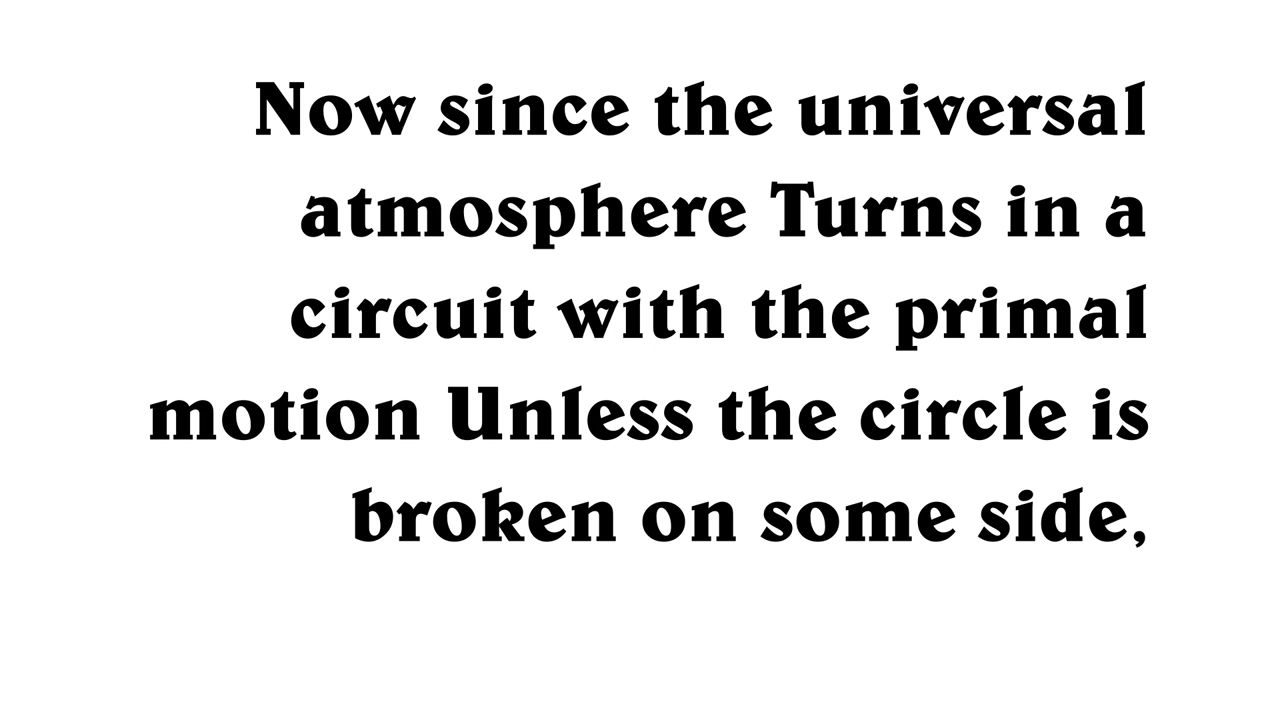 Now since the universal
atmosphere Turns in a
circuit with the primal
motion Unless the circle is
broken on some side,